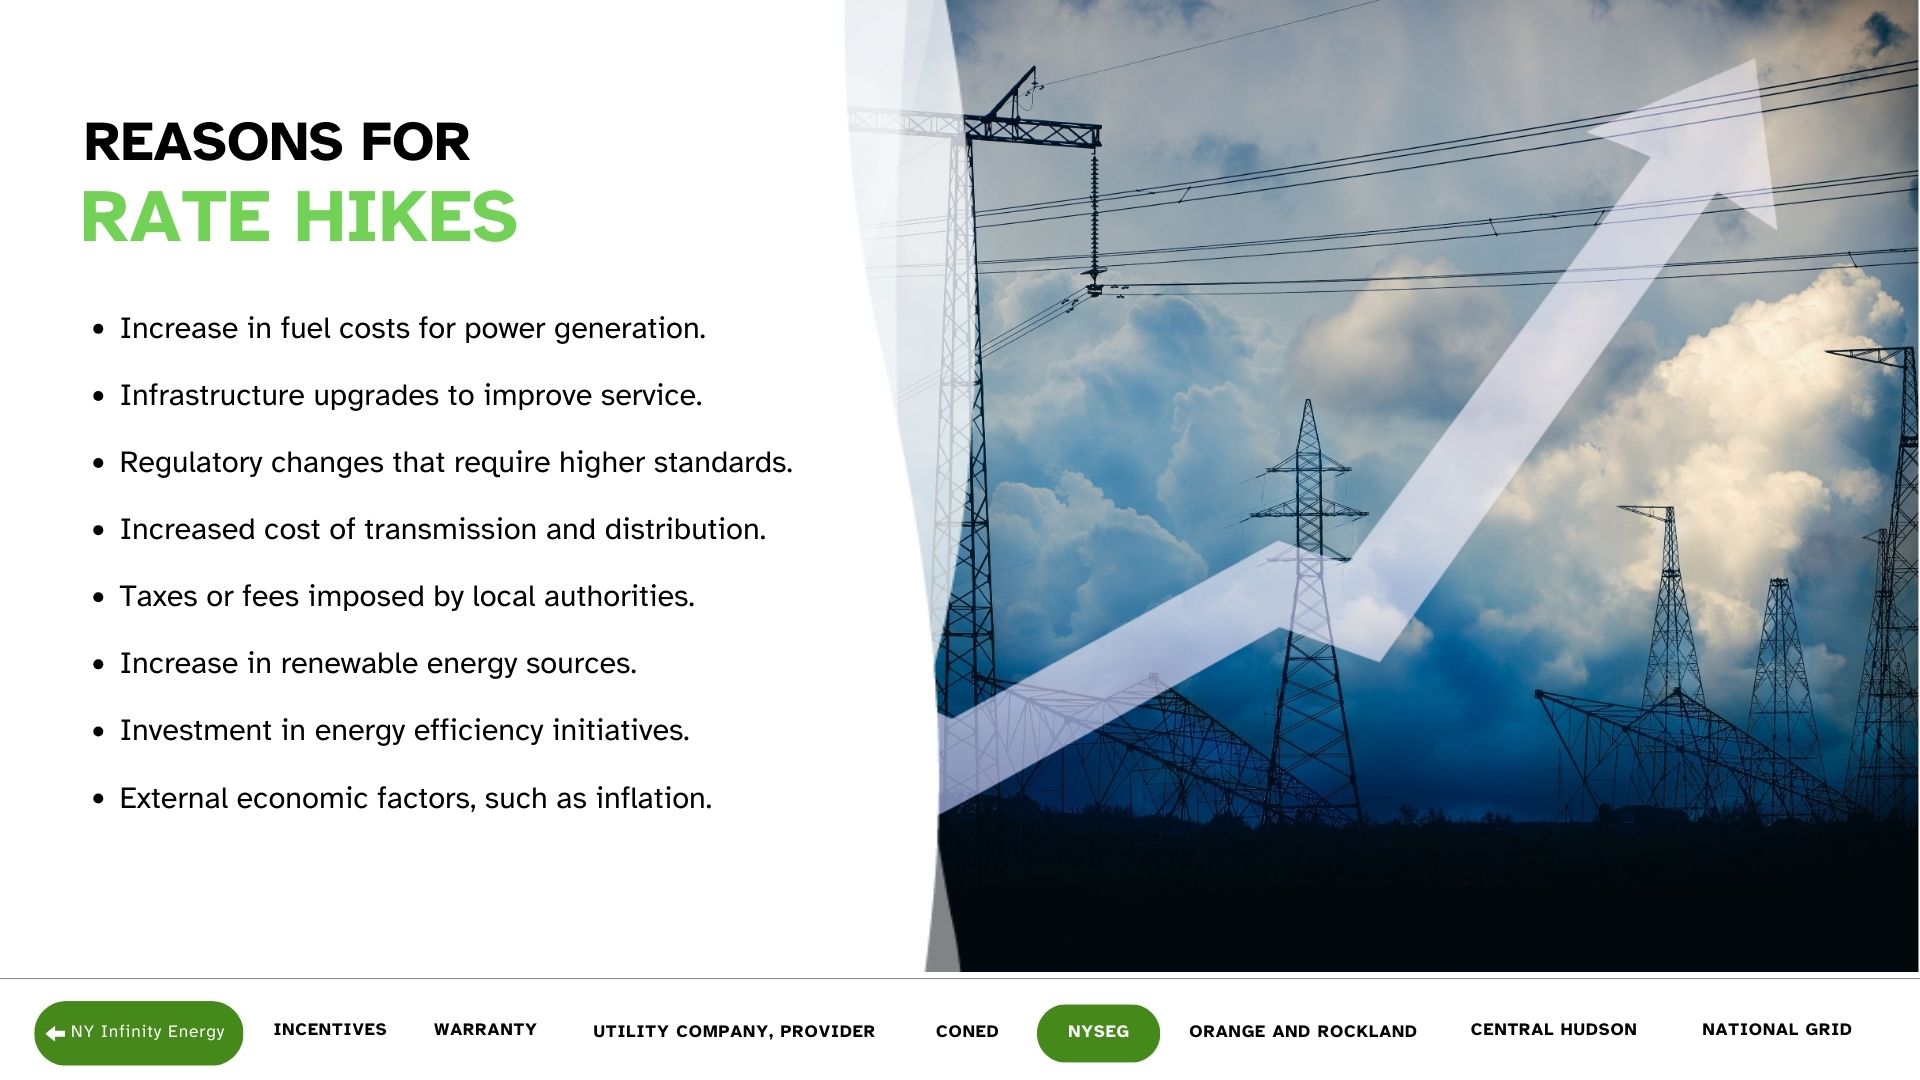 REASONS FOR
RATE HIKES
• Increase in fuel costs for power generation.
• Infrastructure upgrades to improve service.
• Regulatory changes that require higher standards.
• Increased cost of transmission and distribution.
• Taxes or fees imposed by local authorities.
• Increase in renewable energy sources.
• Investment in energy efficiency initiatives.
• External economic factors, such as inflation.
NY Infinity Energy
INCENTIVES
WARRANTY
UTILITY COMPANY, PROVIDER
CONED
NYSEG
ORANGE AND ROCKLAND
CENTRAL HUDSON
NATIONAL GRID